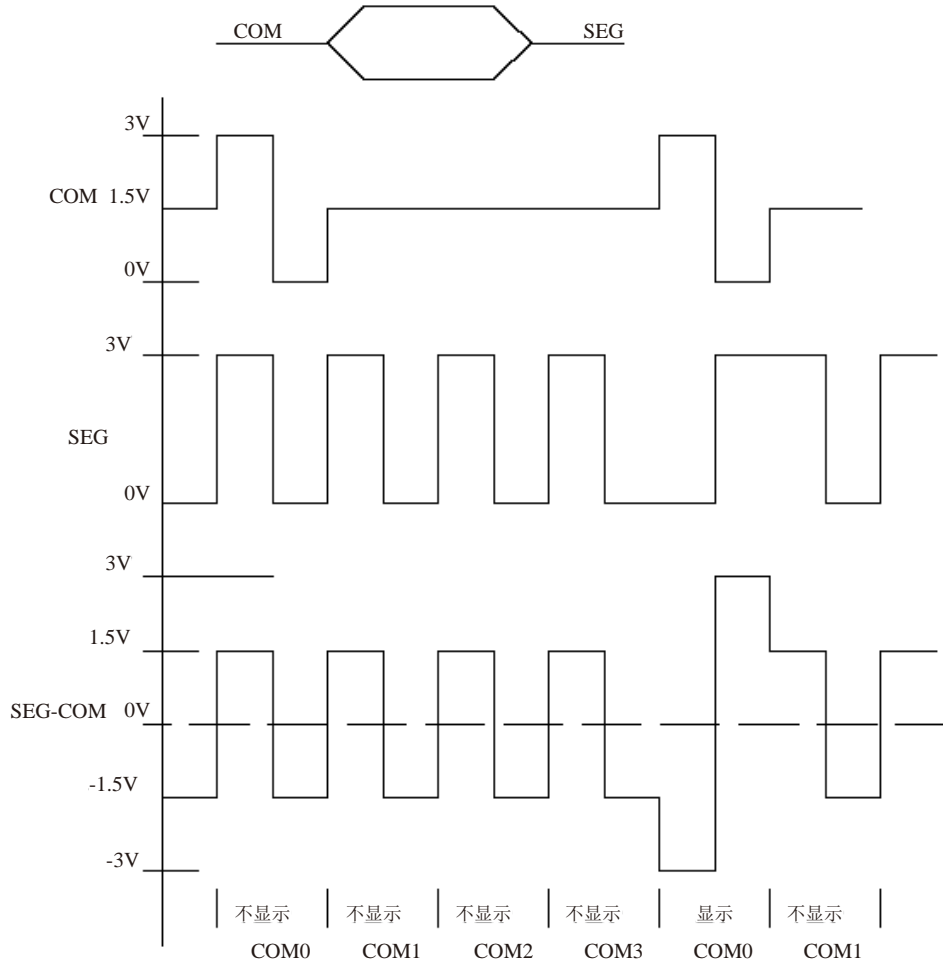 COM SEG
3V
COM 1.5V
0V
3V
SEG
0V
3V
1.5V
SEG-COM 0V
-1.5V
-3V
不显示 不显示 不显示 不显示 显示 不显示
COM0 COM1 COM2 COM3 COM0 COM1